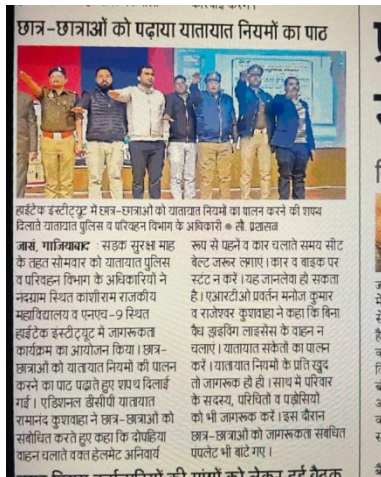 छात्र-छात्राओं को पढ़ाया यातायात नियमों का पाठ
हाईटेक इंस्टीट्यूट में छात्र-छात्राओं को यातायात नियमों का पालन करने की शपथ
दिलाते यातायात पुलिस व परिवहन विभाग के अधिकारी ● सौ. प्रशासन
जासं, गाजियाबाद : सड़क सुरक्षा माह
के तहत सोमवार को यातायात पुलिस
व परिवहन विभाग के अधिकारियों ने
नंदग्राम स्थित कांशीराम राजकीय
महाविद्यालय व एनएच-9 स्थित
हाईटेक इंस्टीट्यूट में जागरूकता
कार्यक्रम का आयोजन किया। छात्र-
छात्राओं को यातायात नियमों की पालन
करने का पाठ पढ़ाते हुए शपथ दिलाई
गई। एडिशनल डीसीपी यातायात
रामानंद कुशवाहा ने छात्र-छात्राओं को
संबोधित करते हुए कहा कि दोपहिया
वाहन चलाते वक्त हेलमेट अनिवार्य
रूप से पहने व कार चलाते समय सीट
बेल्ट जरूर लगाएं। कार व बाइक पर
स्टंट न करें। यह जानलेवा हो सकता
है। एआरटीओ प्रवर्तन मनोज कुमार
व राजेश्वर कुशवाहा ने कहा कि बिना
वैध ड्राइविंग लाइसेंस के वाहन न
चलाएं। यातायात संकेतों का पालन
करें। यातायात नियमों के प्रति खुद
तो जागरूक हों ही। साथ में परिवार
के सदस्य, परिचितों व पड़ोसियों
को भी जागरूक करें। इस दौरान
छात्र-छात्राओं को जागरूकता संबंधित
पंपलेट भी बांटे गए।